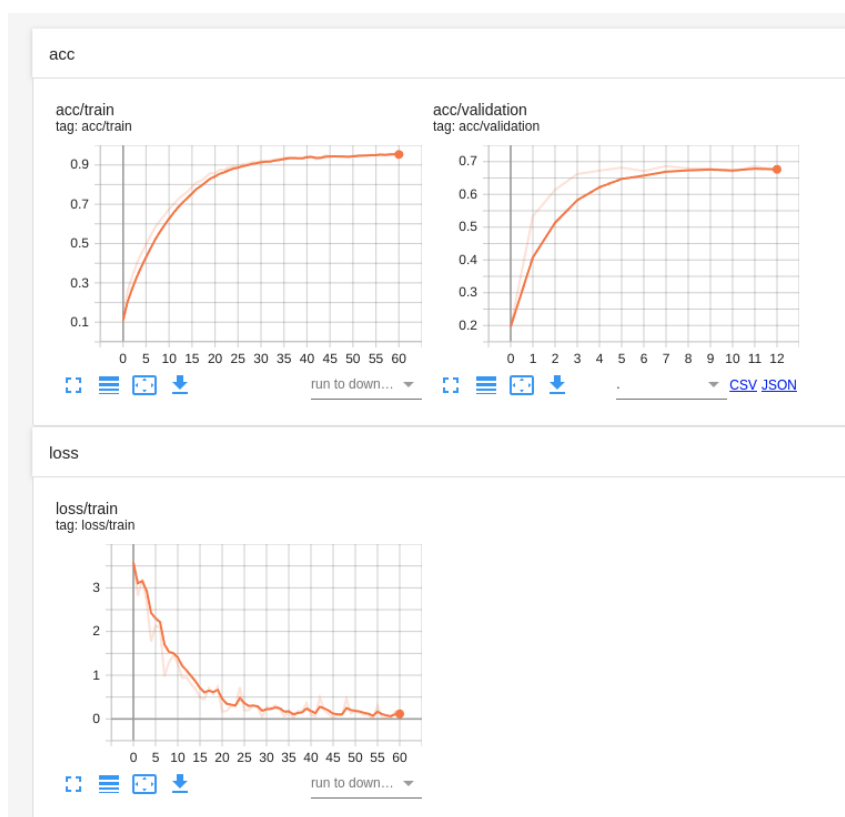 acc
acc/train
tag: acc/train
0.9
0.7
0.5
0.3
0.1
0 5 10 15 20 25 30 35 40 45 50 55 60
run to down...
acc/validation
tag: acc/validation
0.7
0.6
0.5
0.4
0.3
0.2
0 1 2 3 4 5 6 7 8 9 10 11 12
. CSV JSON
loss
loss/train
tag: loss/train
3
2
1
0
0 5 10 15 20 25 30 35 40 45 50 55 60
run to down...